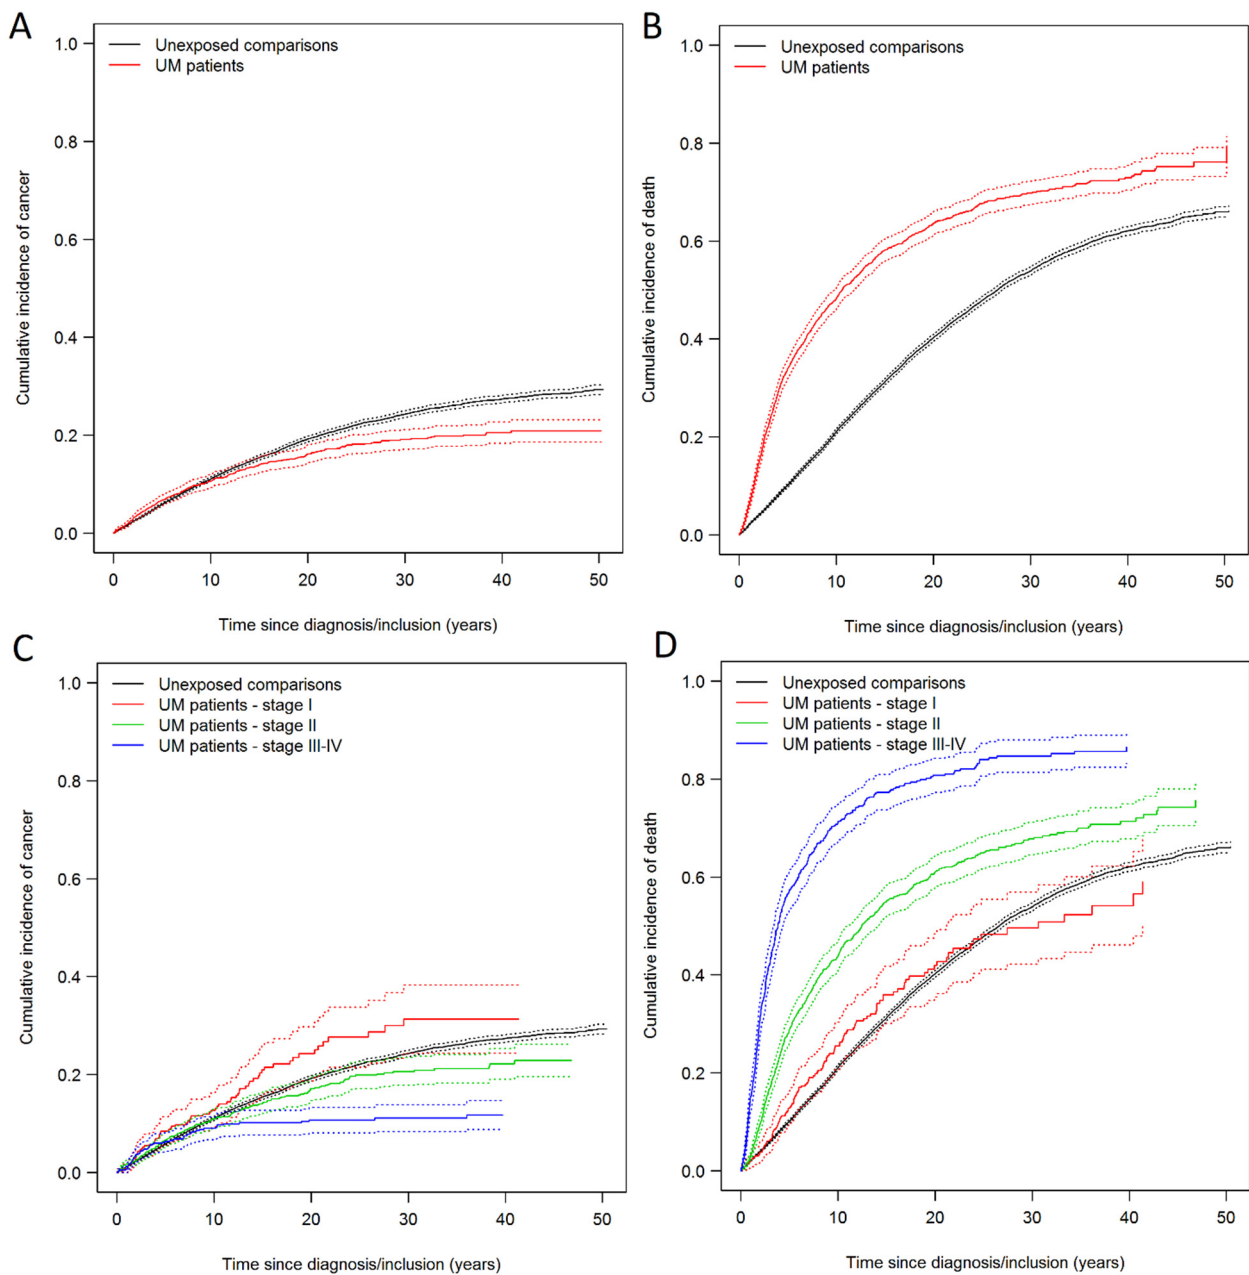 A
Unexposed comparisons
UM patients
Cumulative incidence of cancer
1.0
0.8
0.6
0.4
0.2
0.0
0 10 20 30 40 50
Time since diagnosis/inclusion (years)
B
Unexposed comparisons
UM patients
Cumulative incidence of death
1.0
0.8
0.6
0.4
0.2
0.0
0 10 20 30 40 50
Time since diagnosis/inclusion (years)
C
Unexposed comparisons
UM patients - stage I
UM patients - stage II
UM patients - stage III-IV
Cumulative incidence of cancer
1.0
0.8
0.6
0.4
0.2
0.0
0 10 20 30 40 50
Time since diagnosis/inclusion (years)
D
Unexposed comparisons
UM patients - stage I
UM patients - stage II
UM patients - stage III-IV
Cumulative incidence of death
1.0
0.8
0.6
0.4
0.2
0.0
0 10 20 30 40 50
Time since diagnosis/inclusion (years)